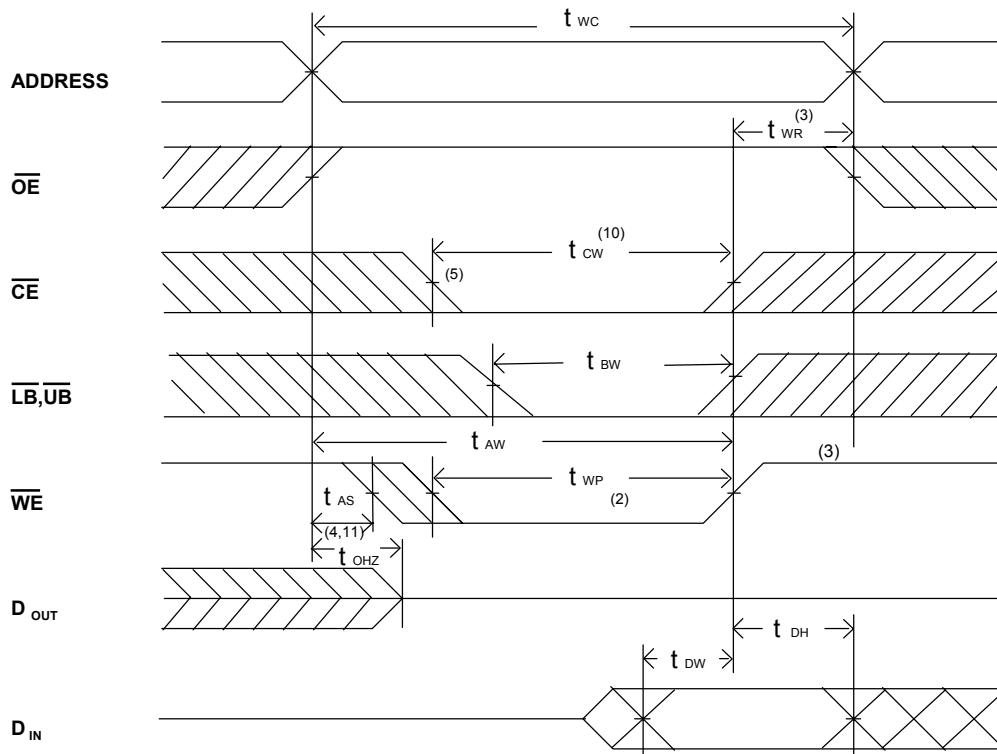 t WC
ADDRESS
t WR (3)
OE
t CW (10)
CE
(5)
t BW
LB,UB
t AW
(3)
WE
t WP (2)
t AS
(4,11)
t OHZ
D OUT
t DH
t DW
D IN